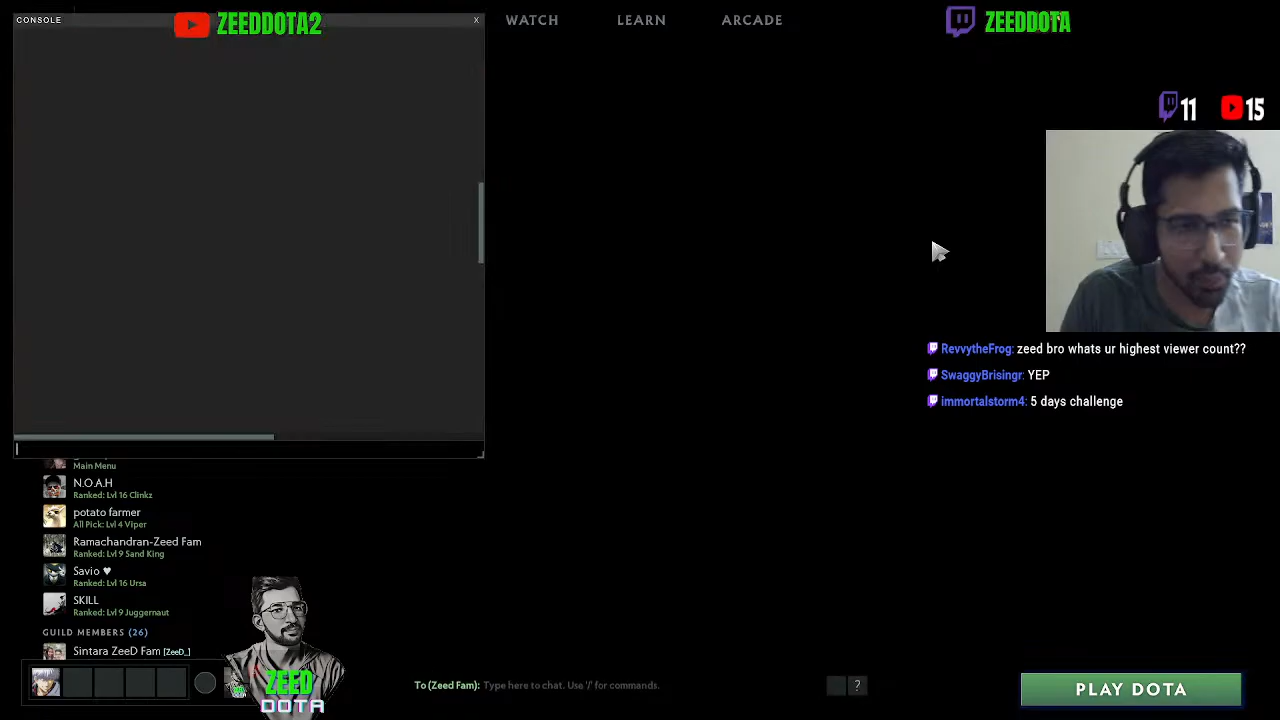 CONSOLE
X
ZEEDDOTA2
WATCH
LEARN
ARCADE
ZEEDDOTA
11
15
RevvytheFrog: zeed bro whats ur highest viewer count??
SwaggyBrisingr: YEP
immortalstorm4: 5 days challenge
Main Menu
N.O.A.H
Ranked: Lvl 16 Clinkz
potato farmer
All Pick: Lvl 4 Viper
Ramachandran-Zeed Fam
Ranked: Lvl 9 Sand King
Savio ♥
Ranked: Lvl 16 Ursa
SKILL
Ranked: Lvl 9 Juggernaut
GUILD MEMBERS (26)
Sintara ZeeD Fam [ZeeD_]
ZEED
DOTA
To (Zeed Fam): Type here to chat. Use '/' for commands.
?
PLAY DOTA